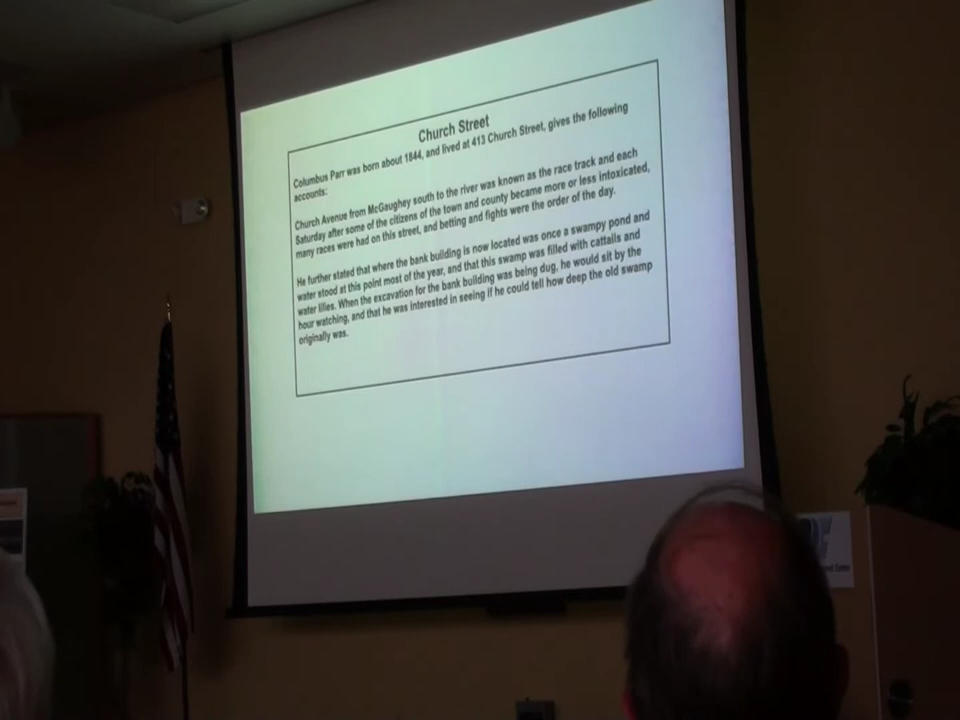 Church Street
Columbus Parr was born about 1844, and lived at 413 Church Street, gives the following
accounts:
Church Avenue from McGaughey south to the river was known as the race track and each
Saturday after some of the citizens of the town and county became more or less intoxicated,
many races were had on this street, and betting and fights were the order of the day.
He further stated that where the bank building is now located was once a swampy pond and
water stood at this point most of the year, and that this swamp was filled with cattails and
water lilies. When the excavation for the bank building was being dug, he would sit by the
hour watching, and that he was interested in seeing if he could tell how deep the old swamp
originally was.